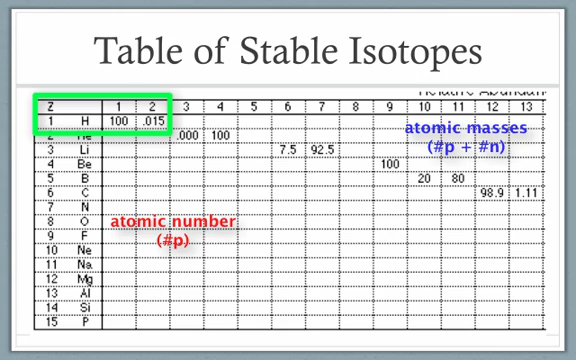 Table of Stable Isotopes
Z 1 2 3 4 5 6 7 8 9 10 11 12 13
1 H 100 .015
atomic masses
(#p + #n)
2 He .000 100
3 Li 7.5 92.5
4 Be 100
5 B 20 80
6 C 98.9 1.11
7 N
8 O
atomic number
(#p)
9 F
10 Ne
11 Na
12 Mg
13 Al
14 Si
15 P